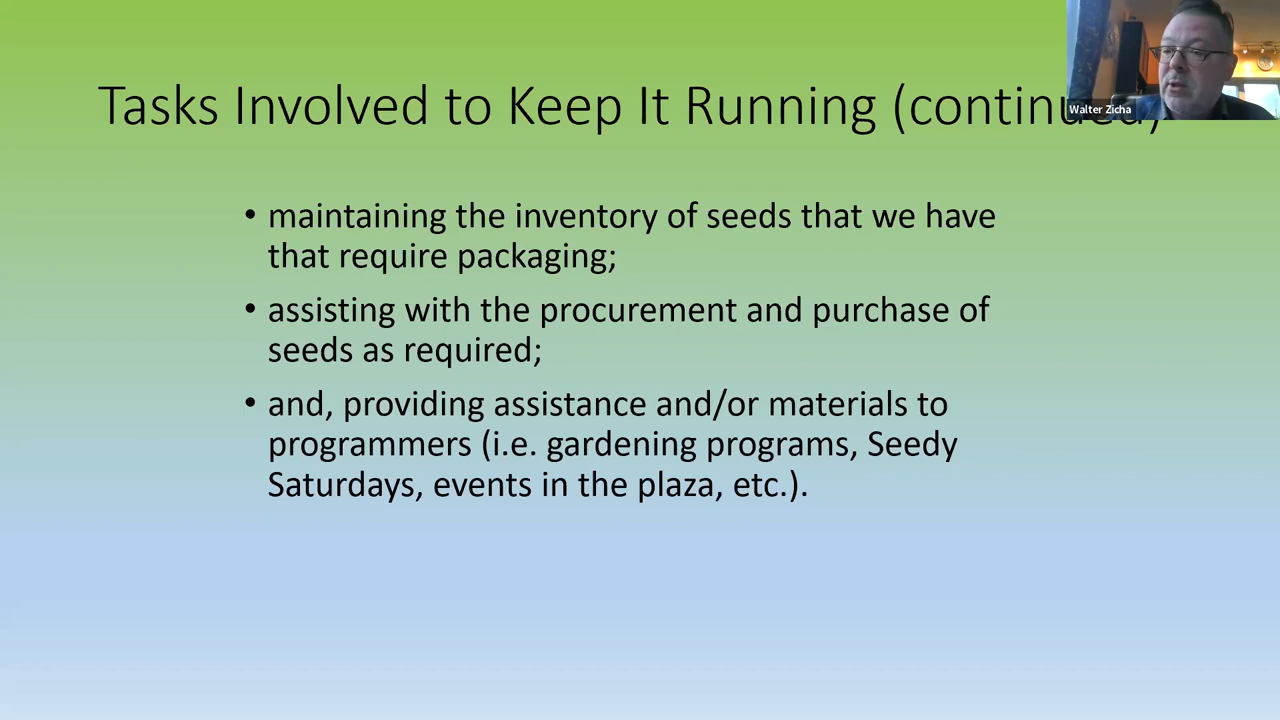 Tasks Involved to Keep It Running (continued)
Walter Zicha
• maintaining the inventory of seeds that we have
that require packaging;
• assisting with the procurement and purchase of
seeds as required;
• and, providing assistance and/or materials to
programmers (i.e. gardening programs, Seedy
Saturdays, events in the plaza, etc.).